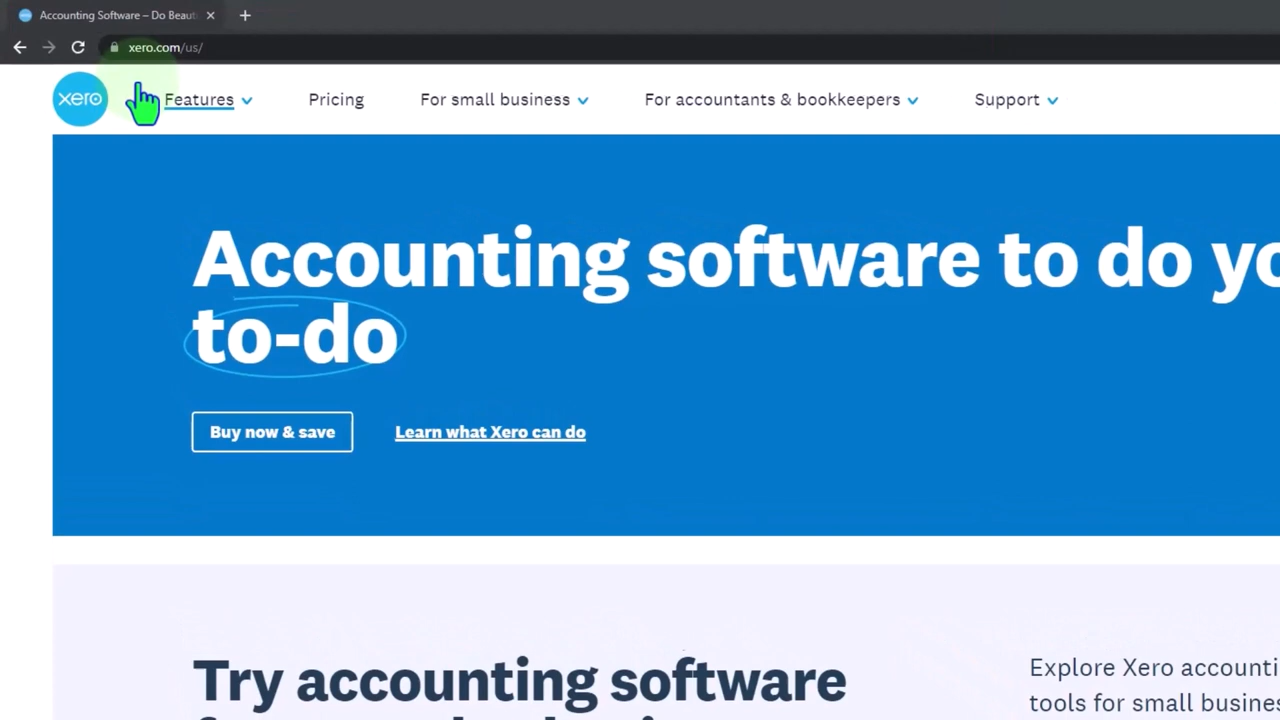 Accounting Software – Do Beaut
xero.com/us/
xero
Features
Pricing
For small business
For accountants & bookkeepers
Support
Accounting software to do yo
to-do
Buy now & save
Learn what Xero can do
Try accounting software
Explore Xero accounti
tools for small busines